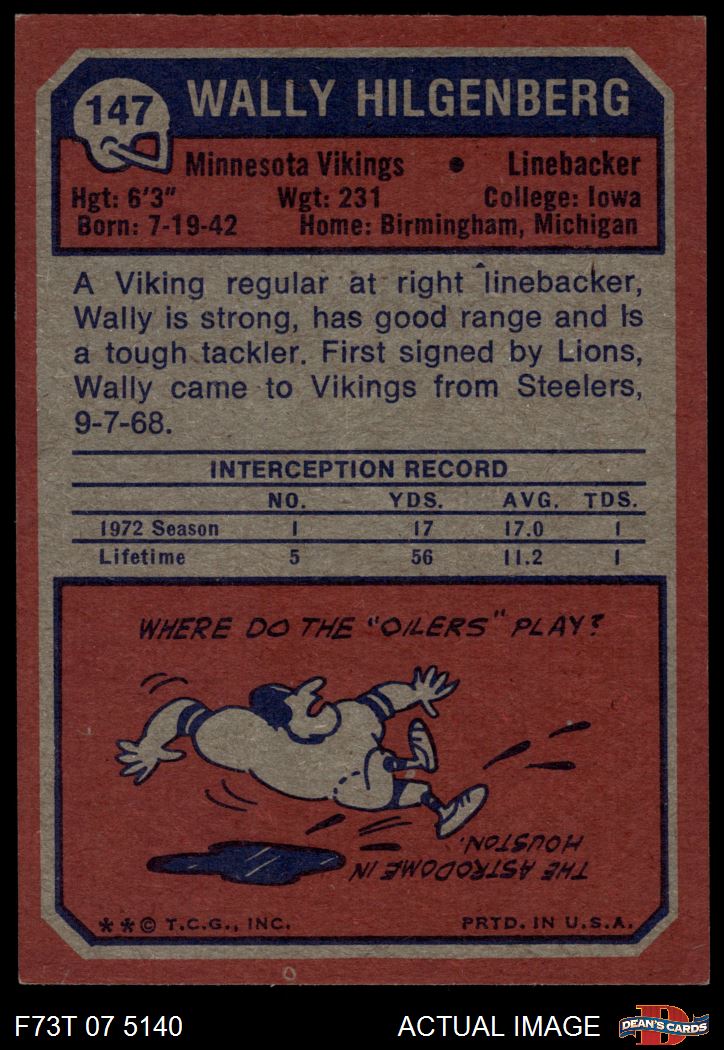 147 WALLY HILGENBERG
Minnesota Vikings • Linebacker
Hgt: 6'3" Wgt: 231 College: Iowa
Born: 7-19-42 Home: Birmingham, Michigan
A Viking regular at right linebacker,
Wally is strong, has good range and is
a tough tackler. First signed by Lions,
Wally came to Vikings from Steelers,
9-7-68.
INTERCEPTION RECORD
NO. YDS. AVG. TDS.
1972 Season 1 17 17.0 1
Lifetime 5 56 11.2 1
WHERE DO THE "OILERS" PLAY?
THE ASTRODOME IN
HOUSTON.
**© T.C.G., INC. PRTD. IN U.S.A.
F73T 07 5140 ACTUAL IMAGE D DEAN'S CARDS